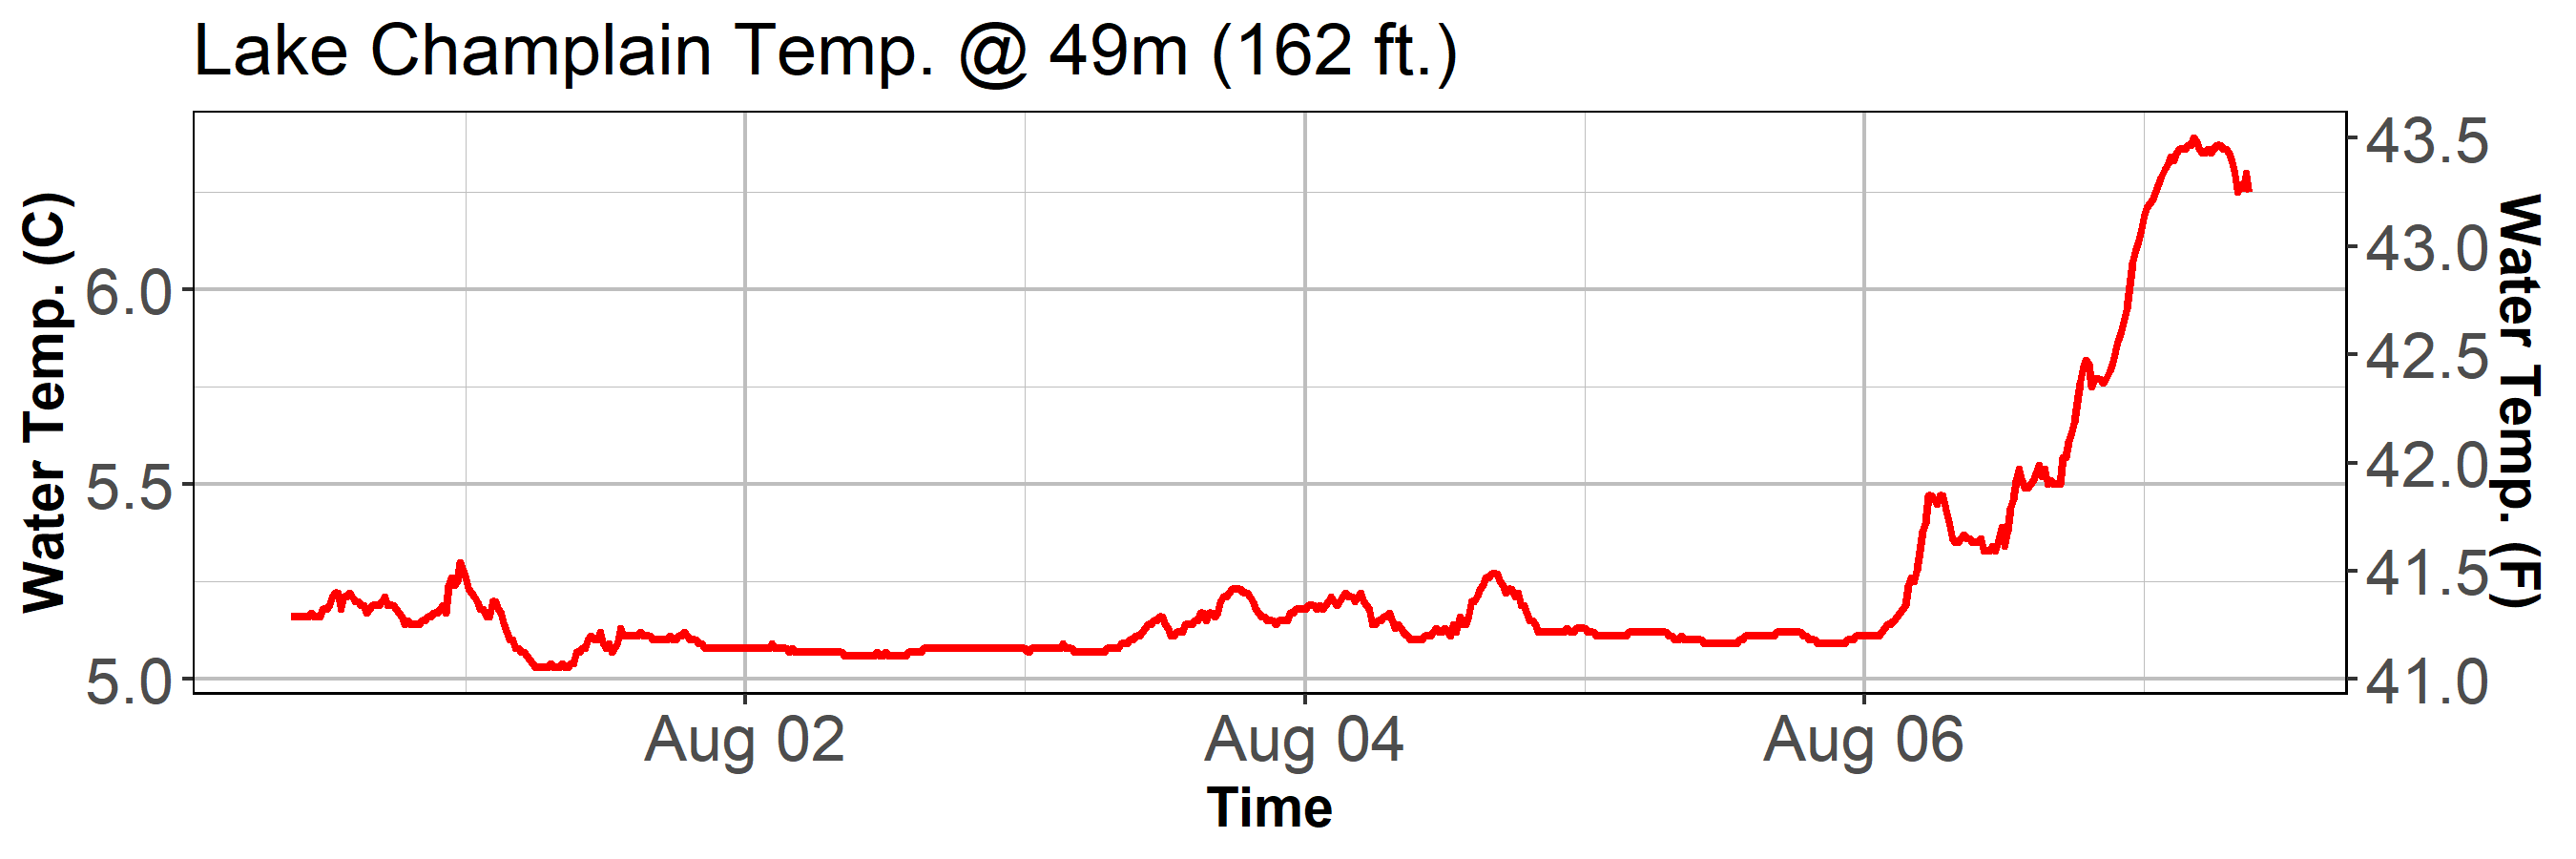 Lake Champlain Temp. @ 49m (162 ft.)
Water Temp. (C)
6.0
5.5
5.0
43.5
43.0
42.5
42.0
41.5
41.0
Water Temp. (F)
Aug 02 Aug 04 Aug 06
Time